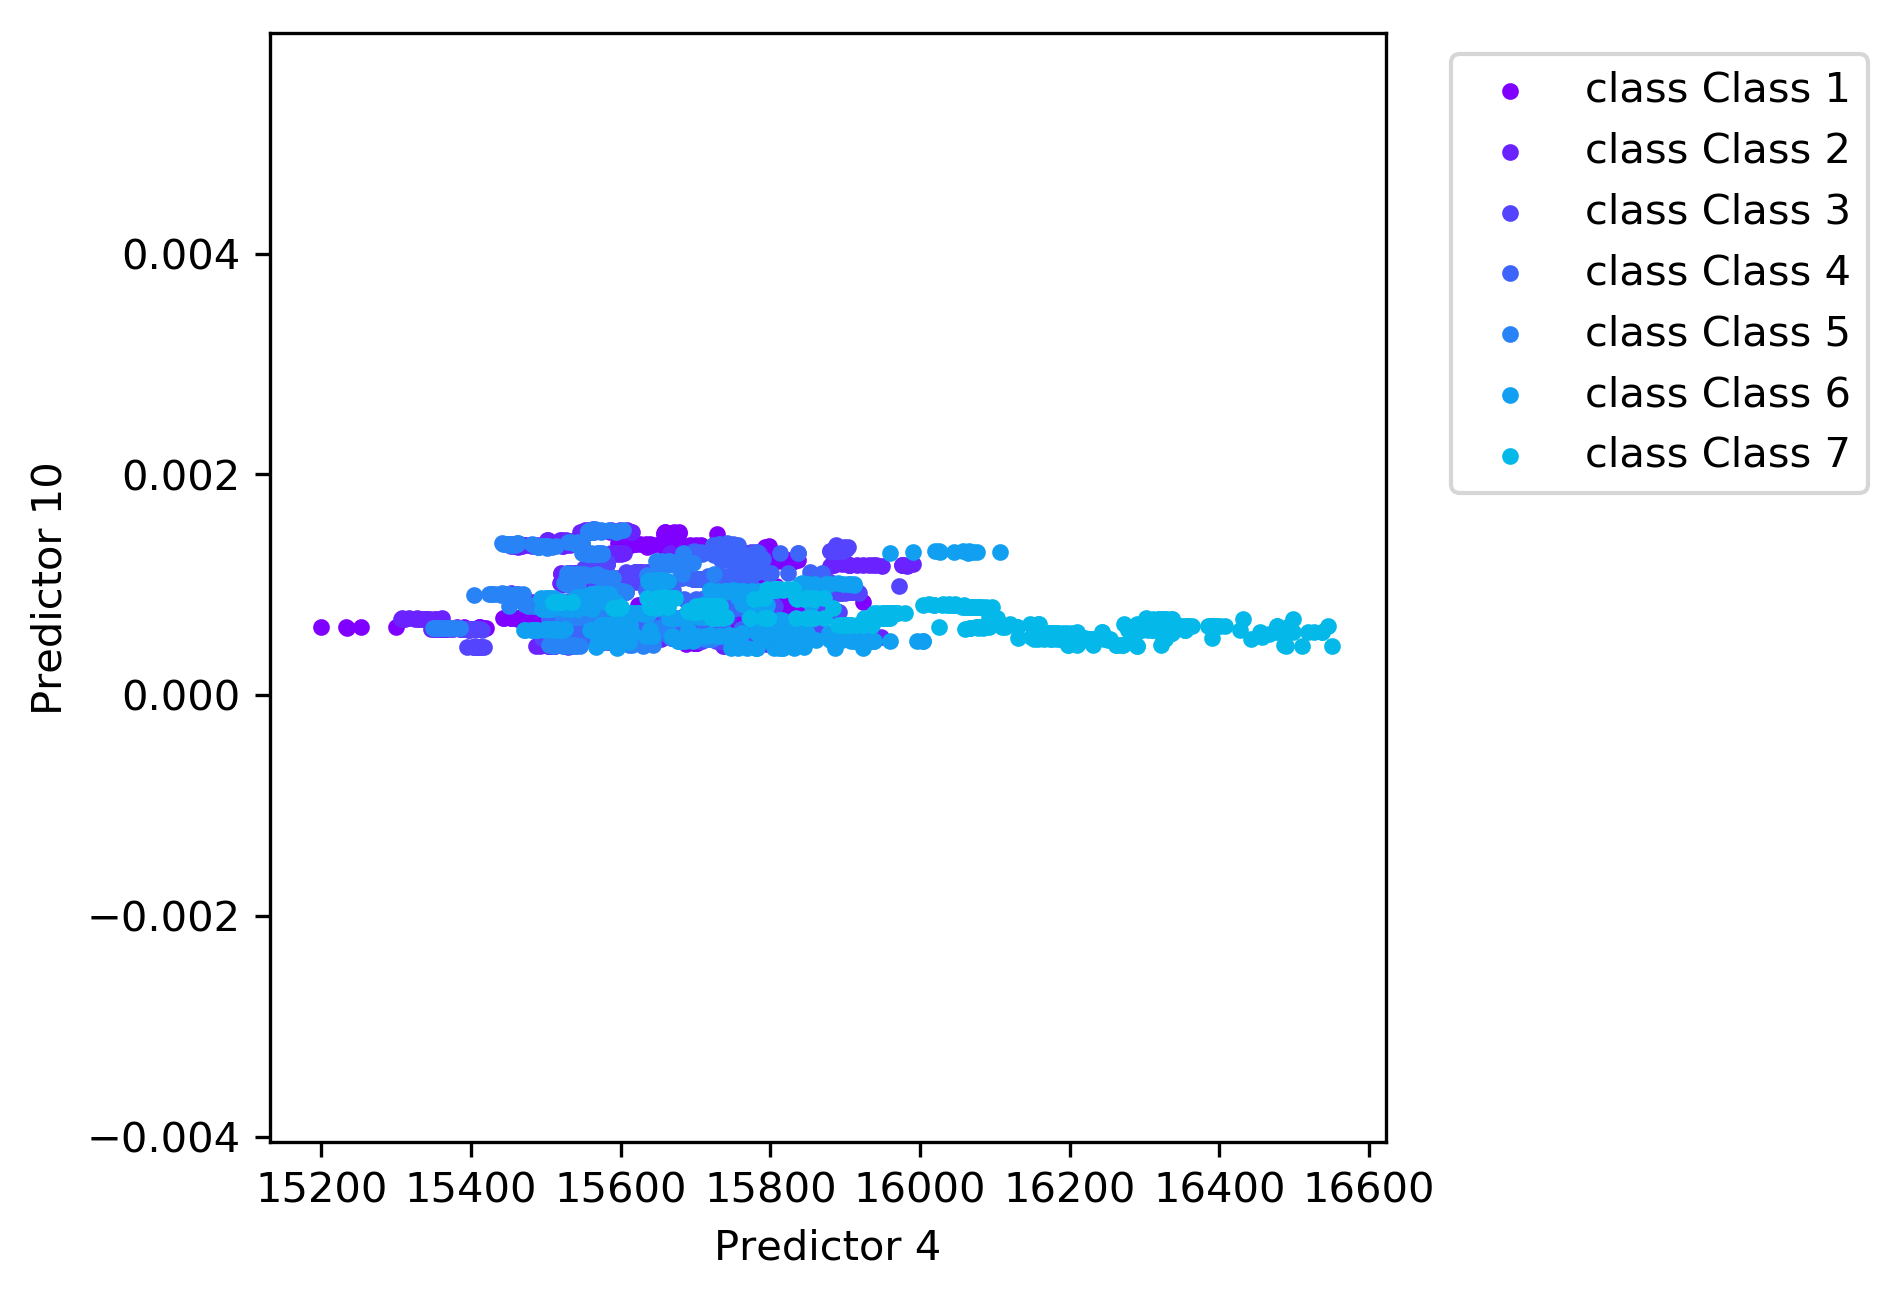 class Class 1
class Class 2
class Class 3
class Class 4
class Class 5
class Class 6
class Class 7
Predictor 10
0.004
0.002
0.000
−0.002
−0.004
15200 15400 15600 15800 16000 16200 16400 16600
Predictor 4